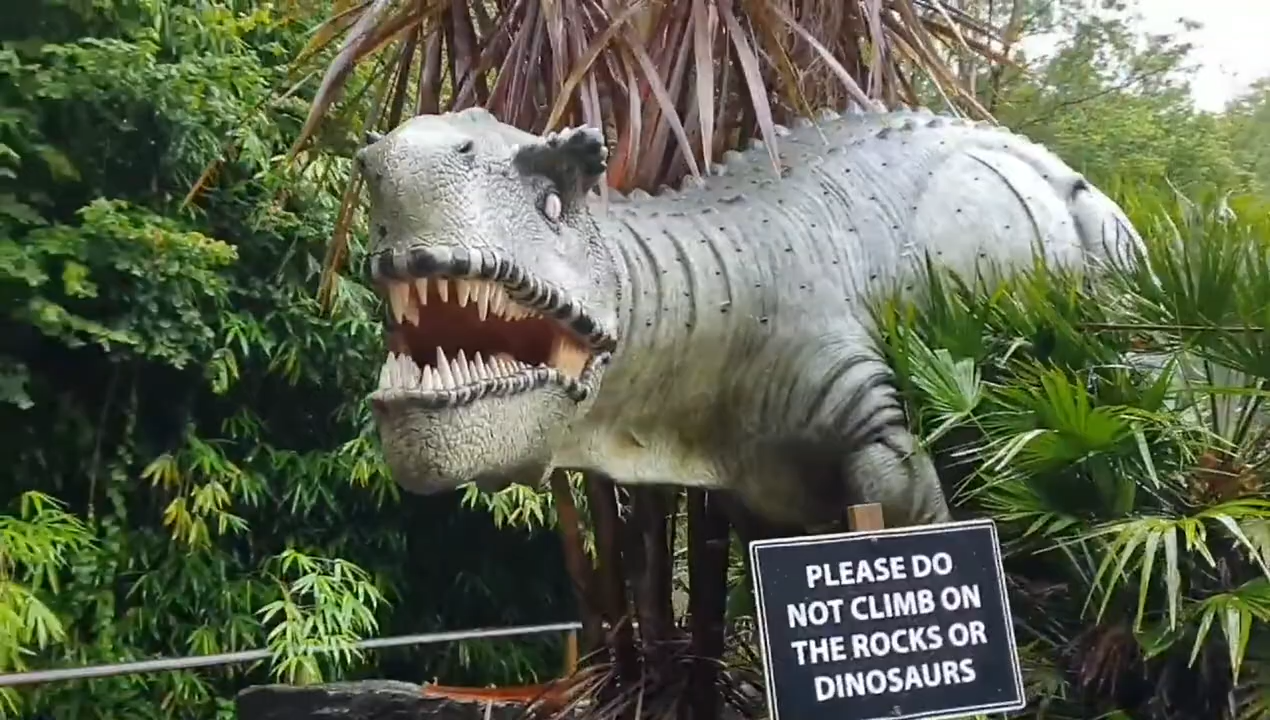 PLEASE DO
NOT CLIMB ON
THE ROCKS OR
DINOSAURS